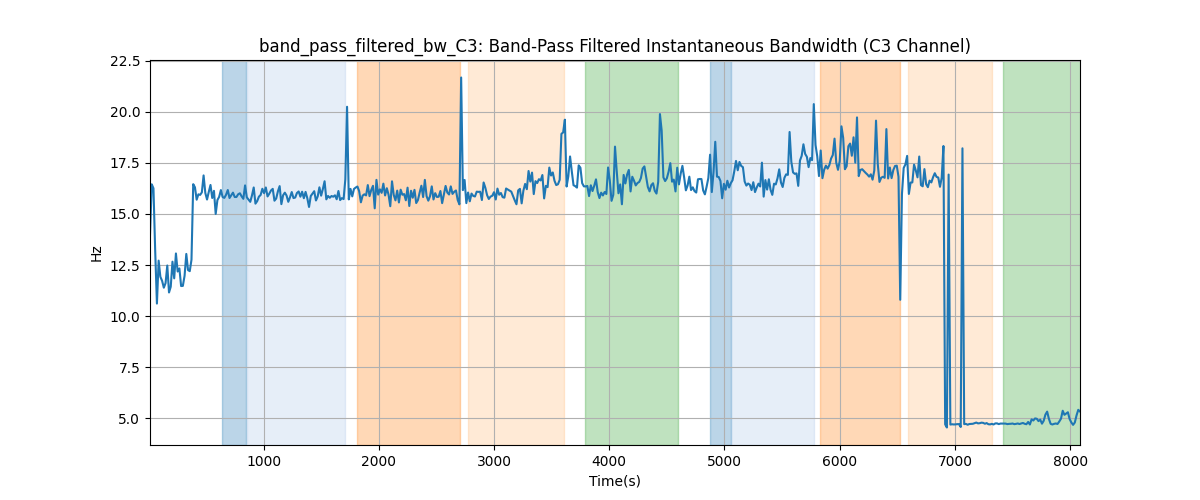 band_pass_filtered_bw_C3: Band-Pass Filtered Instantaneous Bandwidth (C3 Channel)
22.5
20.0
17.5
15.0
12.5
10.0
7.5
5.0
Hz
1000 2000 3000 4000 5000 6000 7000 8000
Time(s)